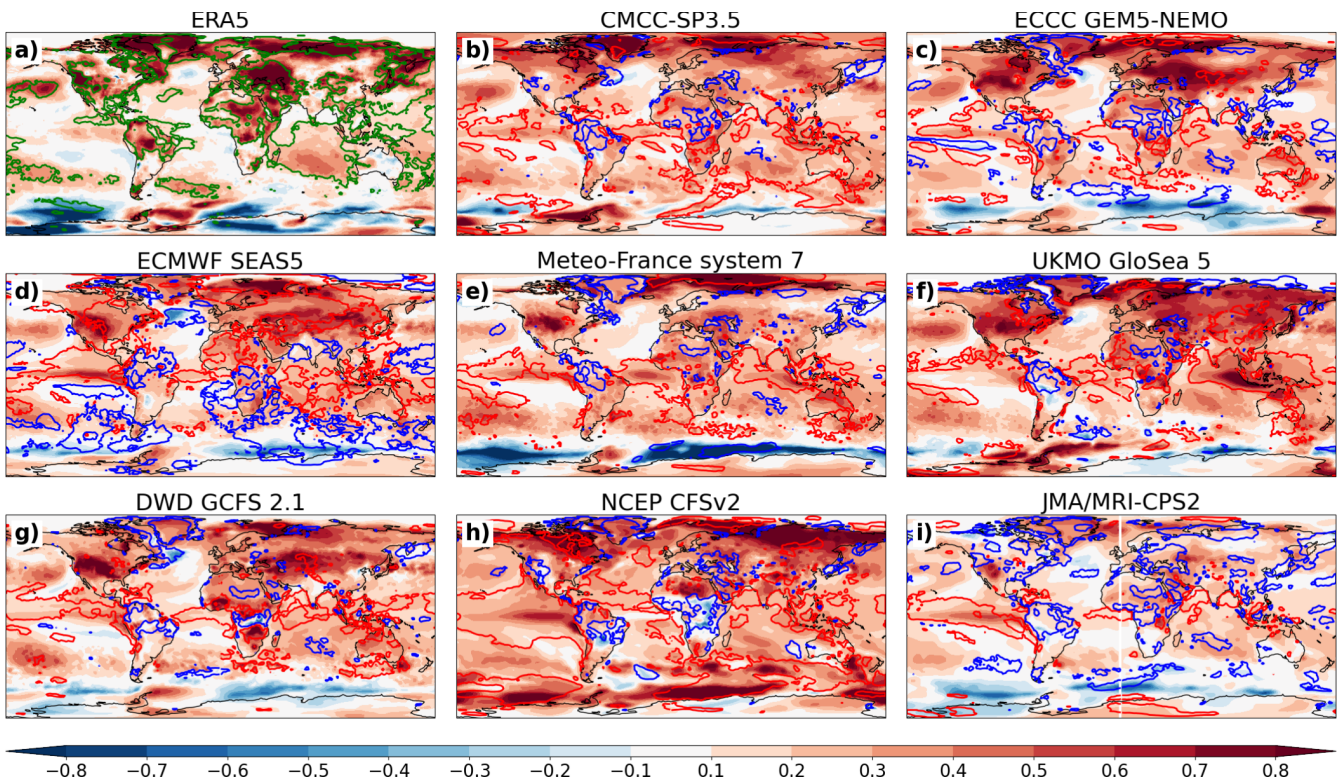 ERA5
CMCC-SP3.5
ECCC GEM5-NEMO
a)
b)
c)
ECMWF SEAS5
Meteo-France system 7
UKMO GloSea 5
d)
e)
f)
DWD GCFS 2.1
NCEP CFSv2
JMA/MRI-CPS2
g)
h)
i)
−0.8 −0.7 −0.6 −0.5 −0.4 −0.3 −0.2 −0.1 0.1 0.2 0.3 0.4 0.5 0.6 0.7 0.8